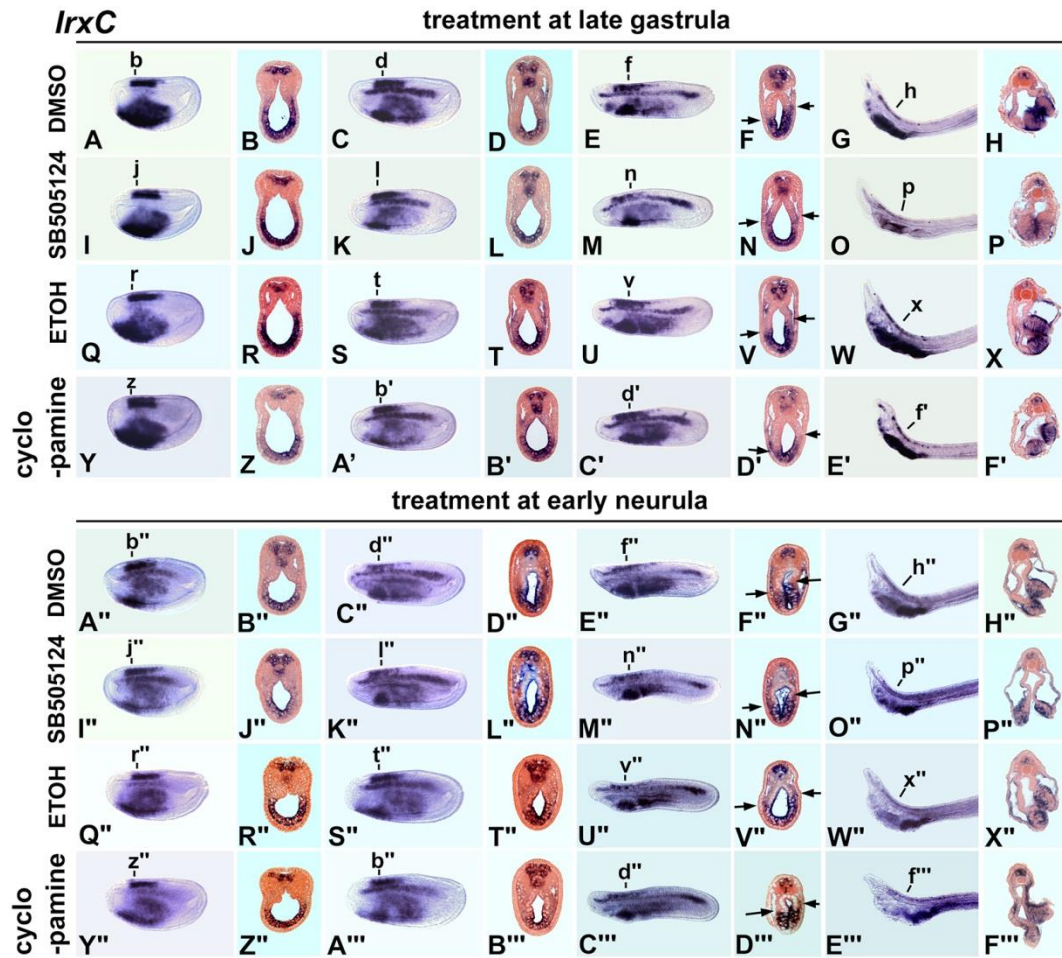 IrxC treatment at late gastrula
DMSO
b d f h
A B C D E F G H
SB505124
j l n p
I J K L M N O P
ETOH
r t v x
Q R S T U V W X
cyclo
-pamine
z b' d' f'
Y Z A' B' C' D' E' F'
treatment at early neurula
DMSO
b" d" f" h"
A" B" C" D" E" F" G" H"
SB505124
j" l" n" p"
I" J" K" L" M" N" O" P"
ETOH
r" t" v" x"
Q" R" S" T" U" V" W" X"
cyclo
-pamine
z" b" d" f'''
Y" Z" A''' B''' C''' D''' E''' F'''